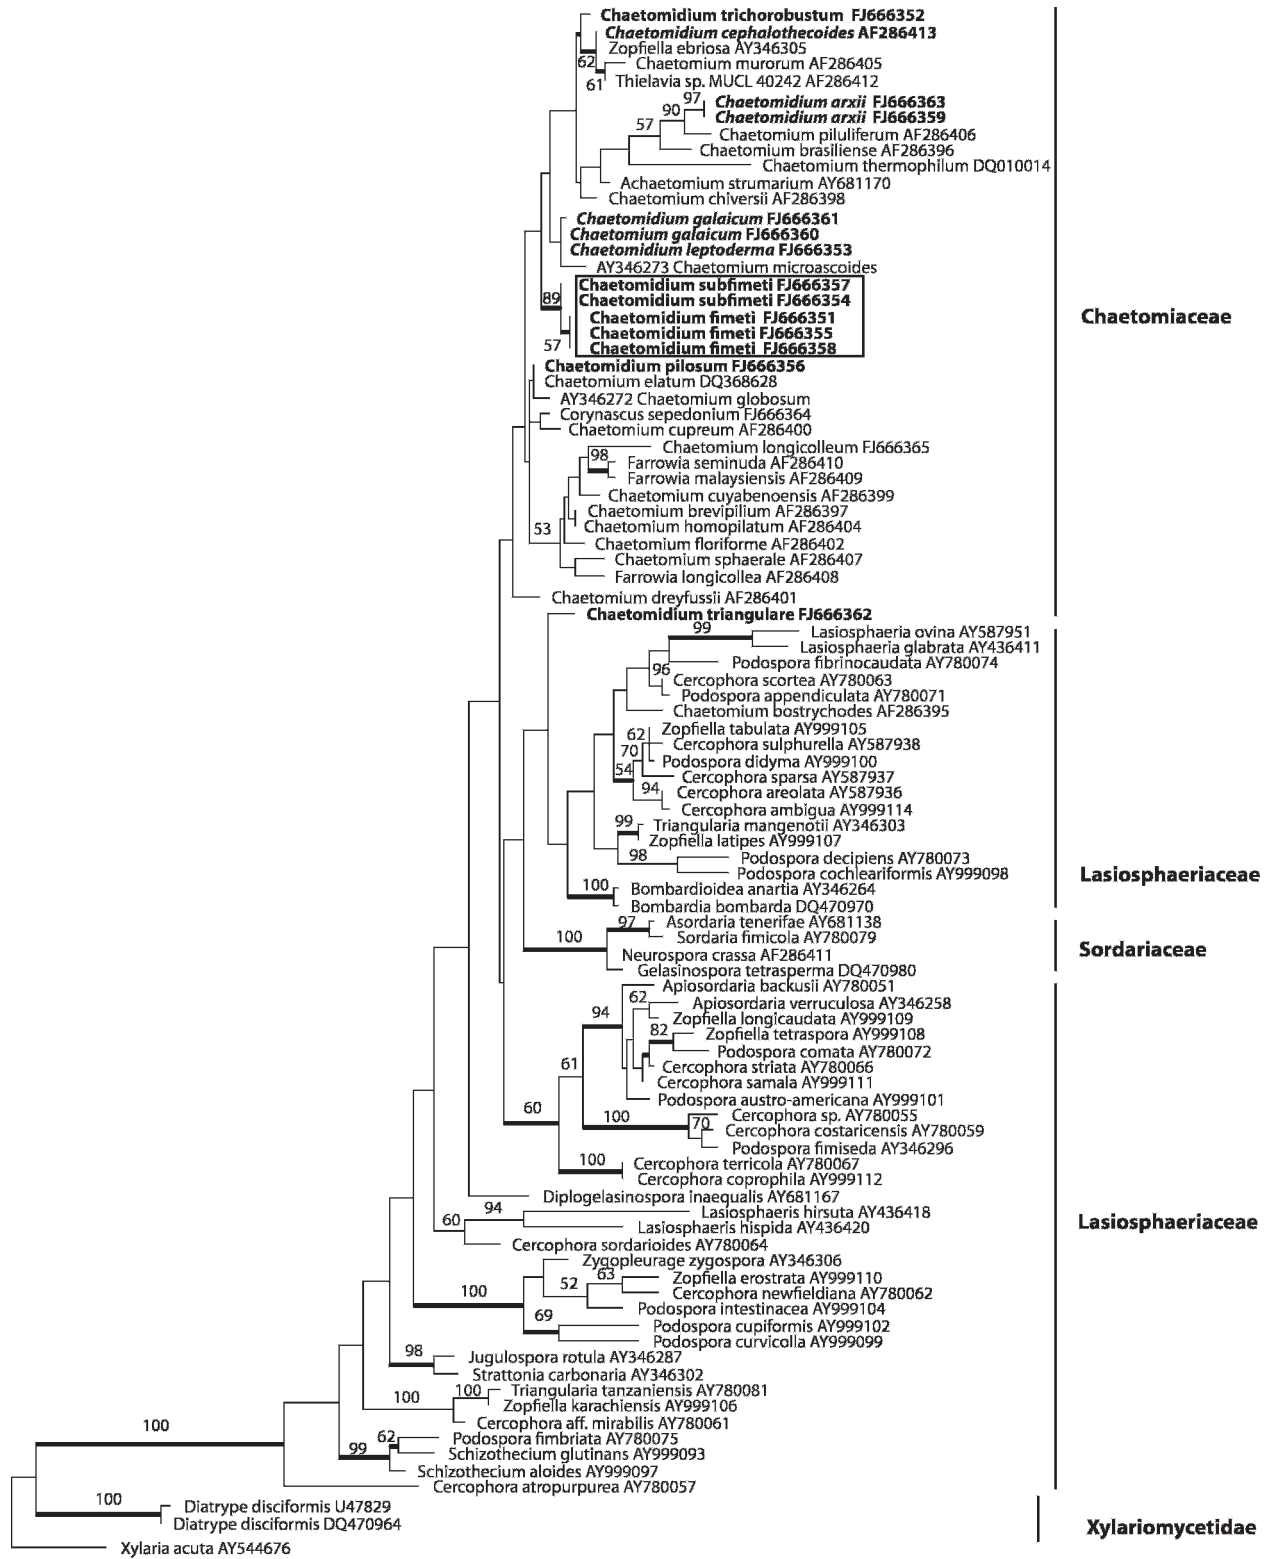 Chaetomidium trichorobustum FJ666352
Chaetomidium cephalothecoides AF286413
Zopfiella ebriosa AY346305
62
Chaetomium murorum AF286405
61
Thielavia sp. MUCL 40242 AF286412
97
Chaetomidium arxii FJ666363
90
Chaetomidium arxii FJ666359
57
Chaetomium piluliferum AF286406
Chaetomium brasiliense AF286396
Chaetomium thermophilum DQ010014
Achaetomium strumarium AY681170
Chaetomium chiversii AF286398
Chaetomidium galaicum FJ666361
Chaetomium galaicum FJ666360
Chaetomidium leptoderma FJ666353
AY346273 Chaetomium microascoides
89
Chaetomidium subfimeti FJ666357
Chaetomidium subfimeti FJ666354
Chaetomidium fimeti FJ666351
Chaetomiaceae
Chaetomidium fimeti FJ666355
57
Chaetomidium fimeti FJ666358
Chaetomidium pilosum FJ666356
Chaetomium elatum DQ368628
AY346272 Chaetomium globosum
Corynascus sepedonium FJ666364
Chaetomium cupreum AF286400
Chaetomium longicolleum FJ666365
98
Farrowia seminuda AF286410
Farrowia malaysiensis AF286409
Chaetomium cuyabenoensis AF286399
Chaetomium brevipilium AF286397
Chaetomium homopilatum AF286404
53
Chaetomium floriforme AF286402
Chaetomium sphaerale AF286407
Farrowia longicollea AF286408
Chaetomium dreyfussii AF286401
Chaetomidium triangulare FJ666362
99
Lasiosphaeria ovina AY587951
Lasiosphaeria glabrata AY436411
Podospora fibrinocaudata AY780074
96
Cercophora scortea AY780063
Podospora appendiculata AY780071
Chaetomium bostrychodes AF286395
Zopfiella tabulata AY999105
62
Cercophora sulphurella AY587938
70
Podospora didyma AY999100
54
Cercophora sparsa AY587937
94
Cercophora areolata AY587936
Cercophora ambigua AY999114
99
Triangularia mangenotii AY346303
Zopfiella latipes AY999107
98
Podospora decipiens AY780073
Podospora cochleariformis AY999098
Lasiosphaeriaceae
100
Bombardioidea anartia AY346264
Bombardia bombarda DQ470970
97
Asordaria tenerifae AY681138
100
Sordaria fimicola AY780079
Sordariaceae
Neurospora crassa AF286411
Gelasinospora tetrasperma DQ470980
Apiosordaria backusii AY780051
62
Apiosordaria verruculosa AY346258
94
Zopfiella longicaudata AY999109
82
Zopfiella tetraspora AY999108
Podospora comata AY780072
61
Cercophora striata AY780066
Cercophora samala AY999111
Podospora austro-americana AY999101
60
100
Cercophora sp. AY780055
70
Cercophora costaricensis AY780059
Podospora fimiseda AY346296
100
Cercophora terricola AY780067
Cercophora coprophila AY999112
Diplogelasinospora inaequalis AY681167
94
Lasiosphaeris hirsuta AY436418
60
Lasiosphaeris hispida AY436420
Lasiosphaeriaceae
Cercophora sordarioides AY780064
Zygopleurage zygospora AY346306
63
Zopfiella erostrata AY999110
52
100
Cercophora newfieldiana AY780062
Podospora intestinacea AY999104
69
Podospora cupiformis AY999102
Podospora curvicolla AY999099
98
Jugulospora rotula AY346287
Strattonia carbonaria AY346302
100
100
Triangularia tanzaniensis AY780081
Zopfiella karachiensis AY999106
Cercophora aff. mirabilis AY780061
100
62
Podospora fimbriata AY780075
99
Schizothecium glutinans AY999093
Schizothecium aloides AY999097
Cercophora atropurpurea AY780057
100
Diatrype disciformis U47829
Diatrype disciformis DQ470964
Xylariomycetidae
Xylaria acuta AY544676